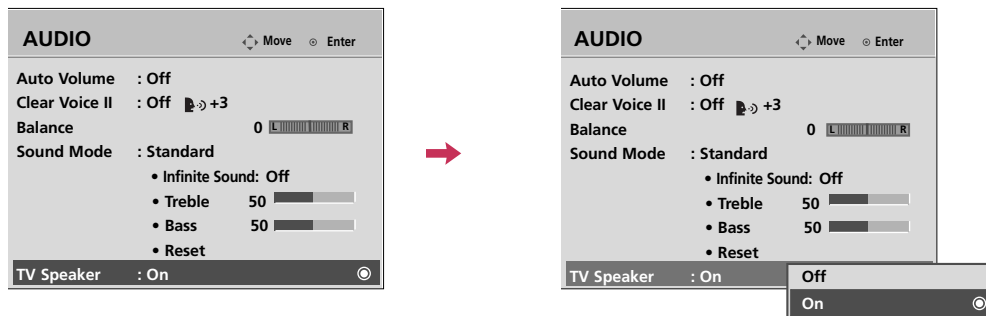 AUDIO Move Enter
Auto Volume : Off
Clear Voice II : Off +3
Balance 0 L R
Sound Mode : Standard
• Infinite Sound: Off
• Treble 50
• Bass 50
• Reset
TV Speaker : On
AUDIO Move Enter
Auto Volume : Off
Clear Voice II : Off +3
Balance 0 L R
Sound Mode : Standard
• Infinite Sound: Off
• Treble 50
• Bass 50
• Reset
TV Speaker : On
Off
On